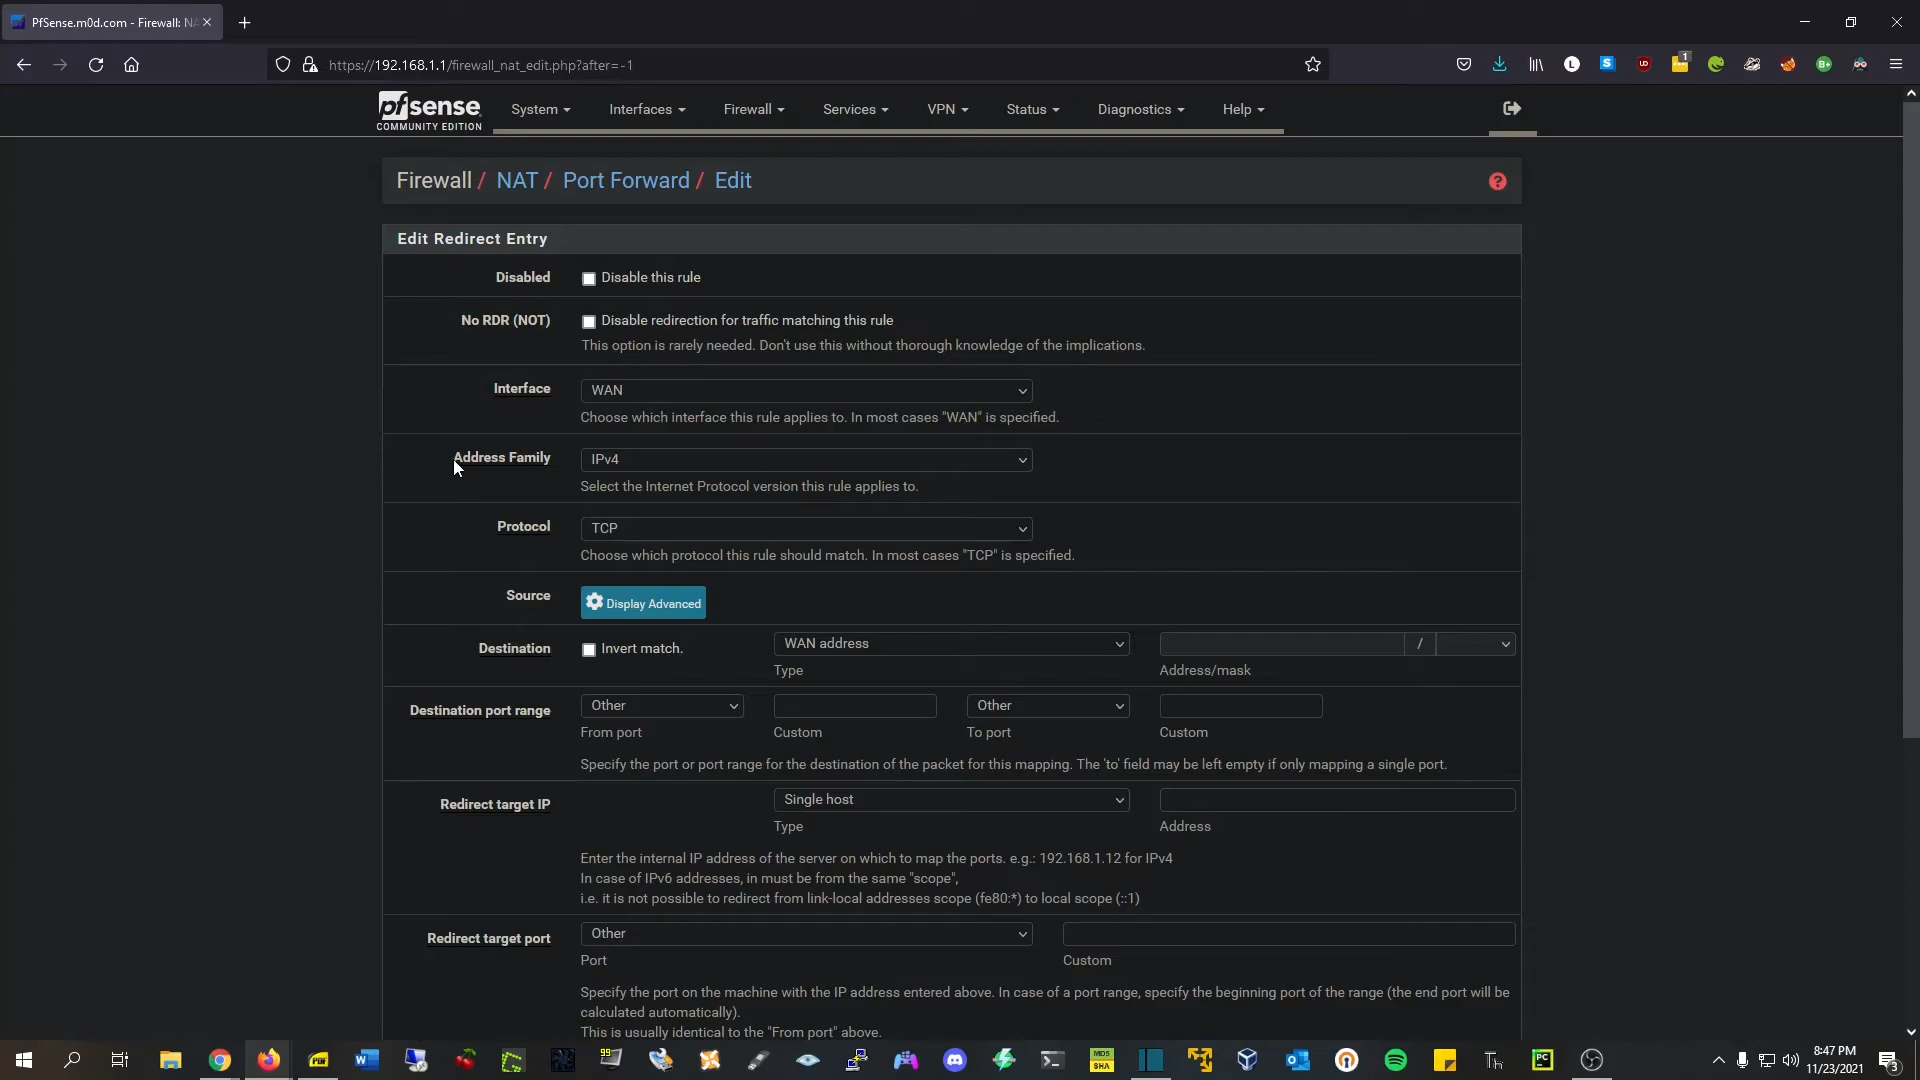 PfSense.m0d.com - Firewall: NA
https://192.168.1.1/firewall_nat_edit.php?after=-1
pfsense
COMMUNITY EDITION
System
Interfaces
Firewall
Services
VPN
Status
Diagnostics
Help
Firewall / NAT / Port Forward / Edit
Edit Redirect Entry
Disabled
Disable this rule
No RDR (NOT)
Disable redirection for traffic matching this rule
This option is rarely needed. Don't use this without thorough knowledge of the implications.
Interface
WAN
Choose which interface this rule applies to. In most cases "WAN" is specified.
Address Family
IPv4
Select the Internet Protocol version this rule applies to.
Protocol
TCP
Choose which protocol this rule should match. In most cases "TCP" is specified.
Source
Display Advanced
Destination
Invert match.
WAN address
/
Type
Address/mask
Destination port range
Other
Other
From port
Custom
To port
Custom
Specify the port or port range for the destination of the packet for this mapping. The 'to' field may be left empty if only mapping a single port.
Redirect target IP
Single host
Type
Address
Enter the internal IP address of the server on which to map the ports. e.g.: 192.168.1.12 for IPv4
In case of IPv6 addresses, in must be from the same "scope",
i.e. it is not possible to redirect from link-local addresses scope (fe80:*) to local scope (::1)
Redirect target port
Other
Port
Custom
Specify the port on the machine with the IP address entered above. In case of a port range, specify the beginning port of the range (the end port will be
calculated automatically).
This is usually identical to the "From port" above.
8:47 PM
11/23/2021